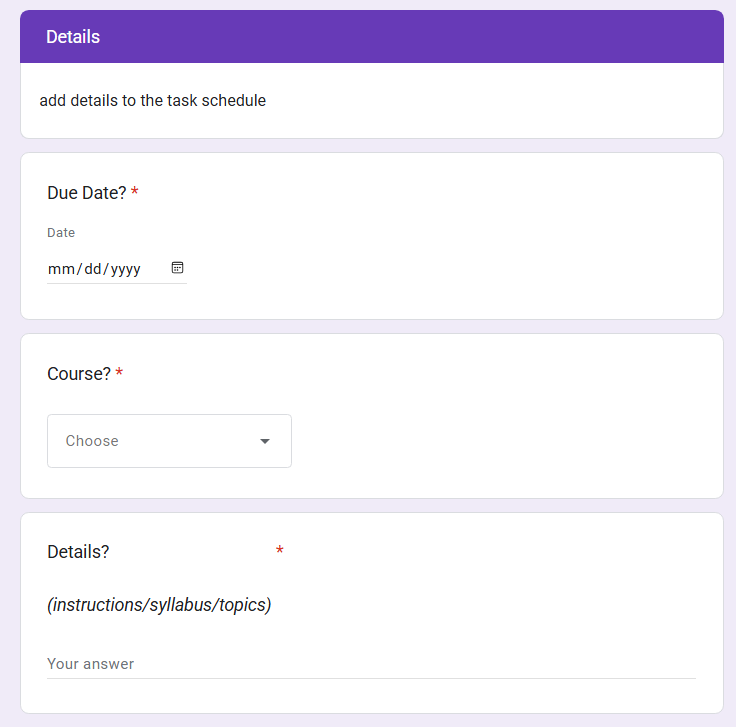 Details
add details to the task schedule
Due Date? *
Date
mm/dd/yyyy
Course? *
Choose
Details? *
(instructions/syllabus/topics)
Your answer